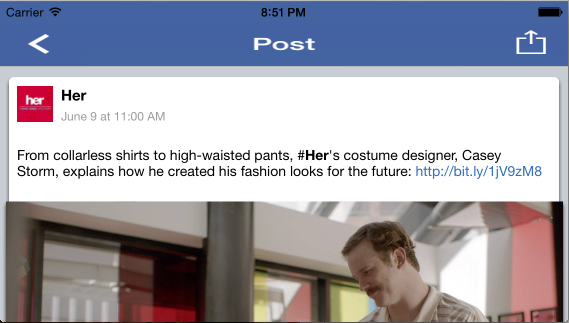 Carrier 8:51 PM
Post
her
Her
June 9 at 11:00 AM
From collarless shirts to high-waisted pants, #Her's costume designer, Casey
Storm, explains how he created his fashion looks for the future: http://bit.ly/1jV9zM8